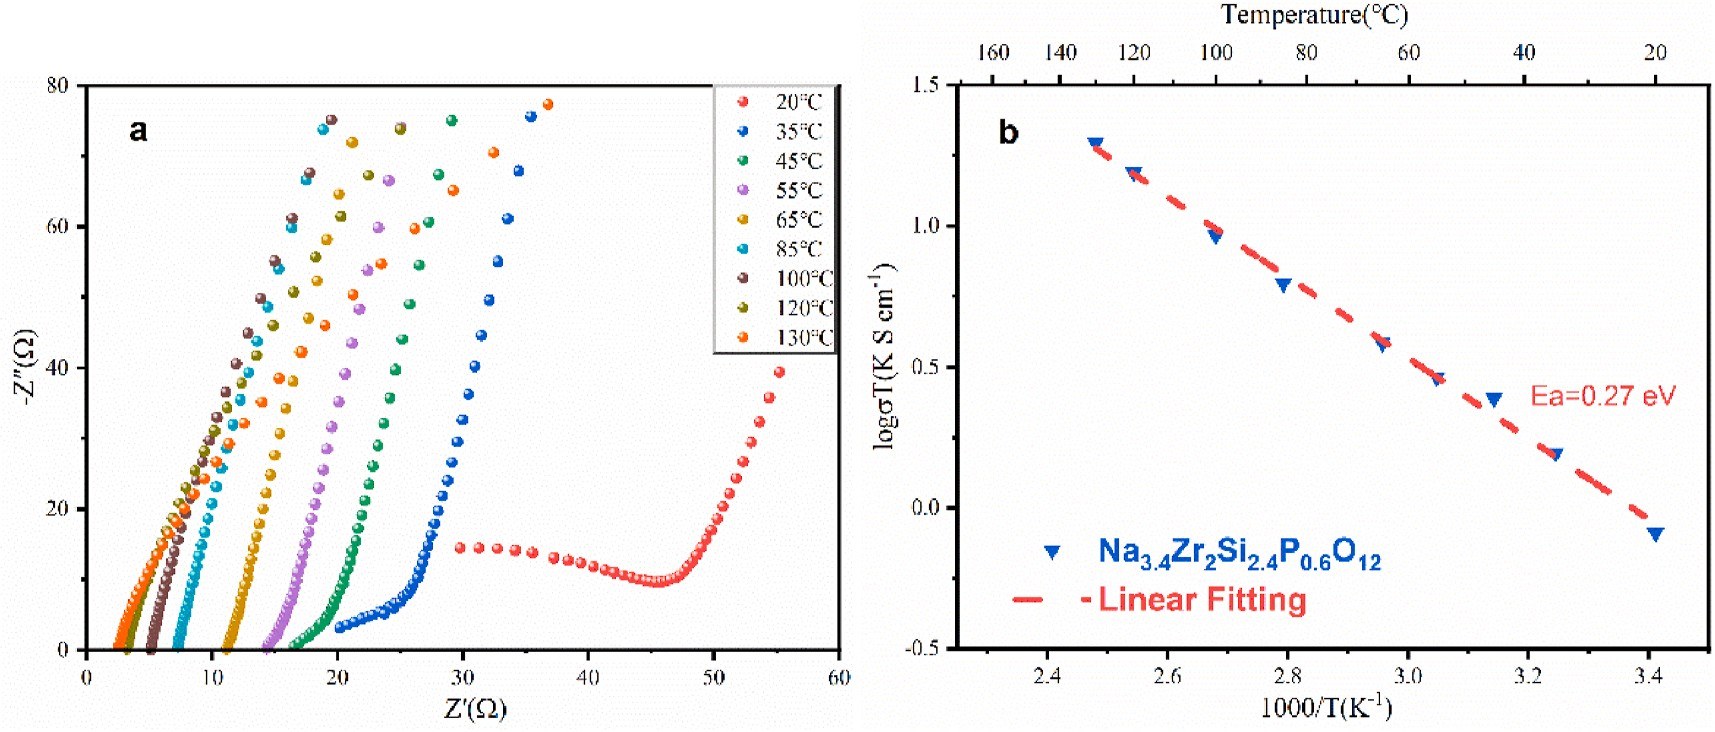 a
80
60
40
20
0
-Z″(Ω)
0 10 20 30 40 50 60
Z′(Ω)
20°C
35°C
45°C
55°C
65°C
85°C
100°C
120°C
130°C
Temperature(°C)
160 140 120 100 80 60 40 20
b
1.5
1.0
0.5
0.0
-0.5
logσT(K S cm⁻¹)
Ea=0.27 eV
Na₃.₄Zr₂Si₂.₄P₀.₆O₁₂
Linear Fitting
2.4 2.6 2.8 3.0 3.2 3.4
1000/T(K⁻¹)